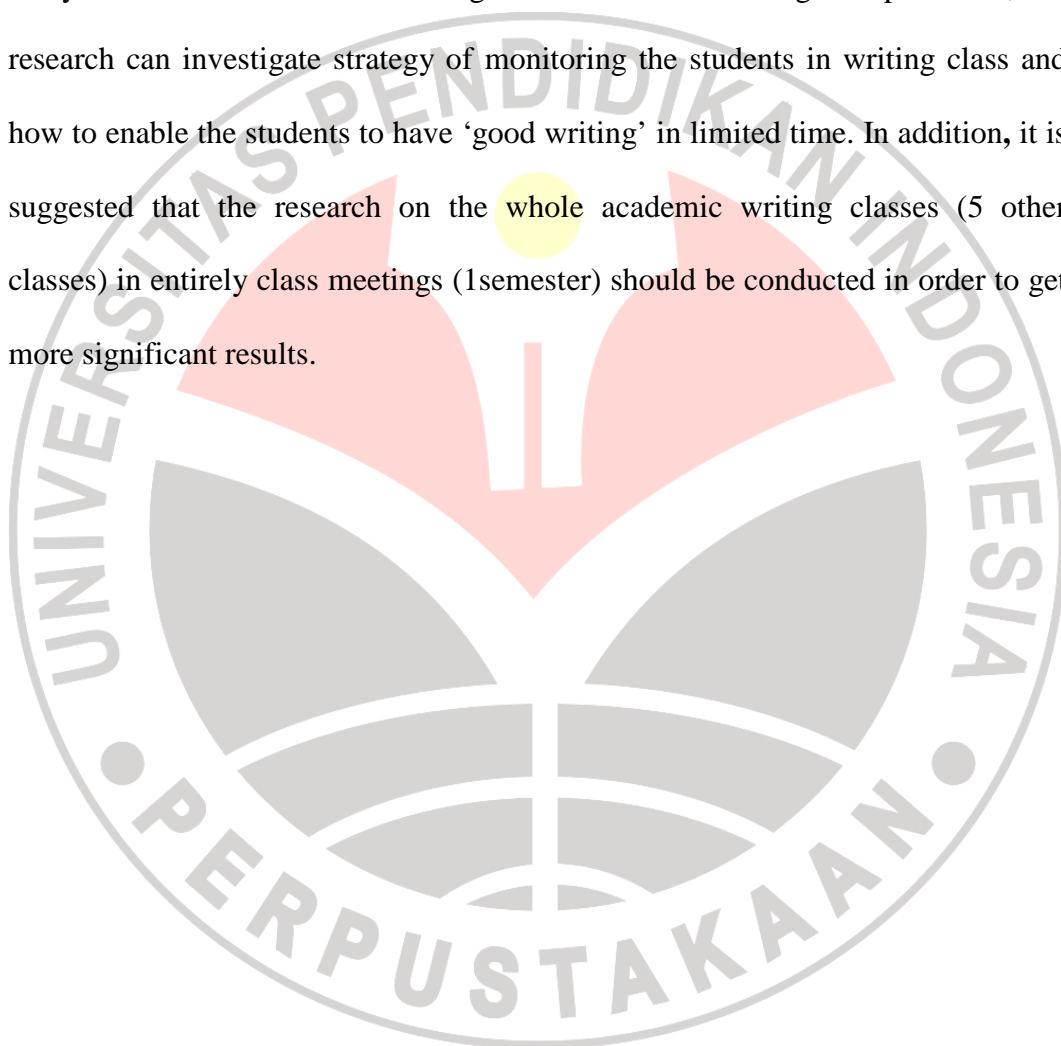 research can investigate strategy of monitoring the students in writing class and
how to enable the students to have ‘good writing’ in limited time. In addition, it is
suggested that the research on the whole academic writing classes (5 other
classes) in entirely class meetings (1semester) should be conducted in order to get
more significant results.
UNIVERSITAS PENDIDIKAN INDONESIA
PERPUSTAKAAN